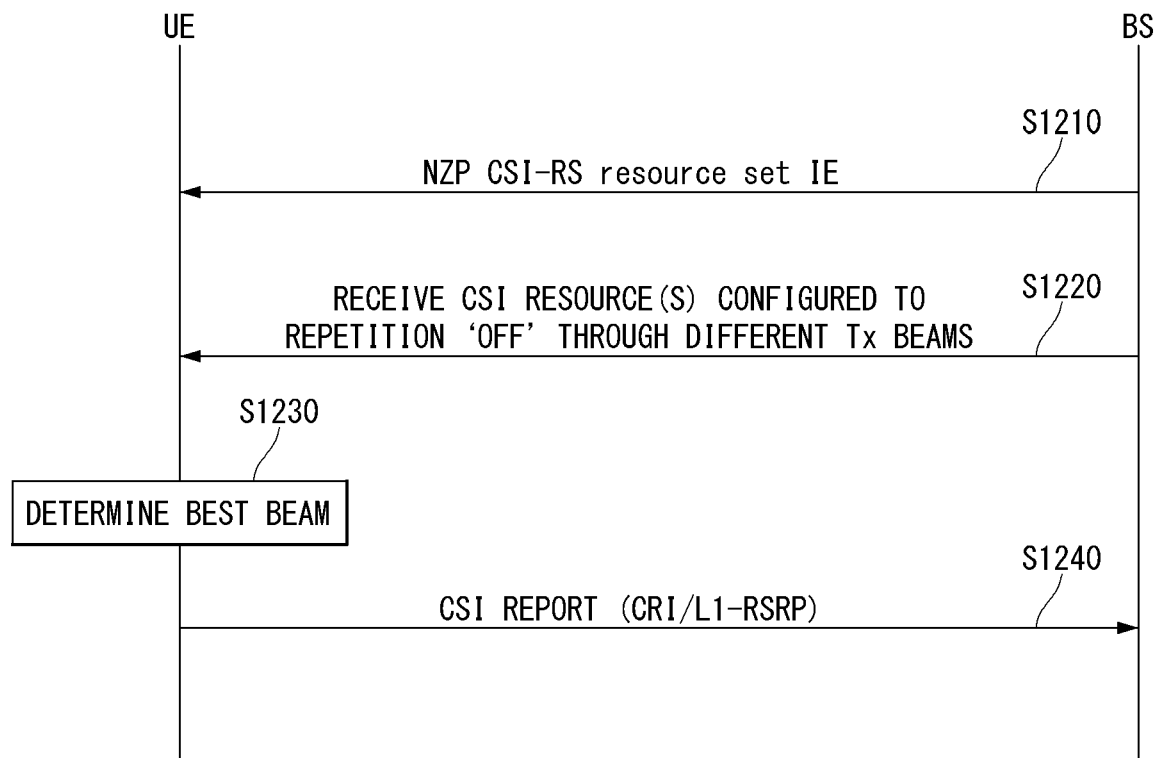 UE
BS
S1210
NZP CSI-RS resource set IE
S1220
RECEIVE CSI RESOURCE(S) CONFIGURED TO
REPETITION ‘OFF’ THROUGH DIFFERENT Tx BEAMS
S1230
DETERMINE BEST BEAM
S1240
CSI REPORT (CRI/L1-RSRP)